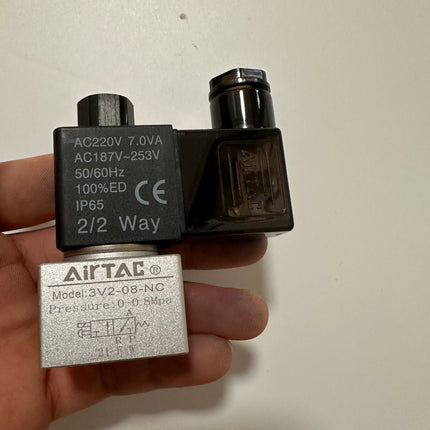 AC220V 7.0VA
AC187V~253V
50/60Hz
100%ED
IP65
CE
2/2 Way
AIRTAC
AIRTAC ®
Model:3V2-08-NC
Pressure:0~0.8Mpa
A
R P